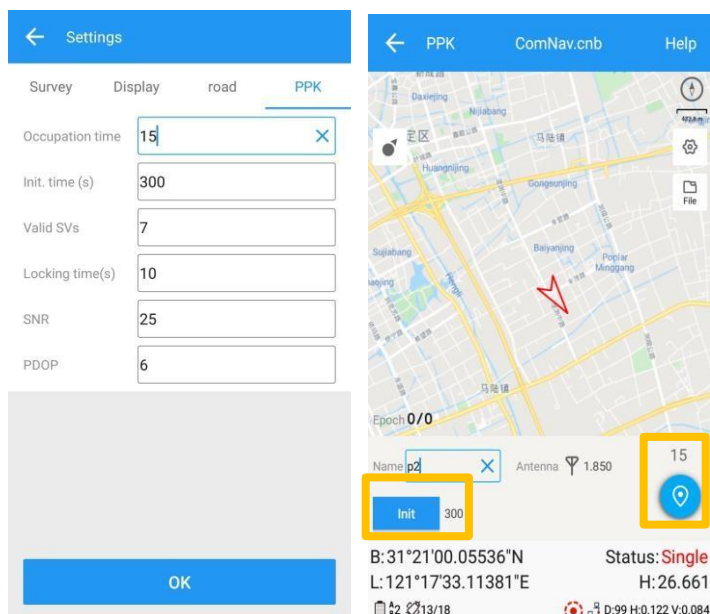 Settings
Survey Display road PPK
Occupation time 15
Init. time (s) 300
Valid SVs 7
Locking time(s) 10
SNR 25
PDOP 6
OK
PPK ComNav.cnb Help
Daxiejing
Nijiabang
定区
马陆镇
Huangnijing
Gongsunjing
File
Sujiabang
Baiyanjing
Poplar
Minggang
Hengli
马陆镇
Epoch 0/0
Name p2 Antenna 1.850 15
Init 300
B:31°21'00.05536"N Status:Single
L:121°17'33.11381"E H:26.661
13/18 D:99 H:0.122 V:0.084